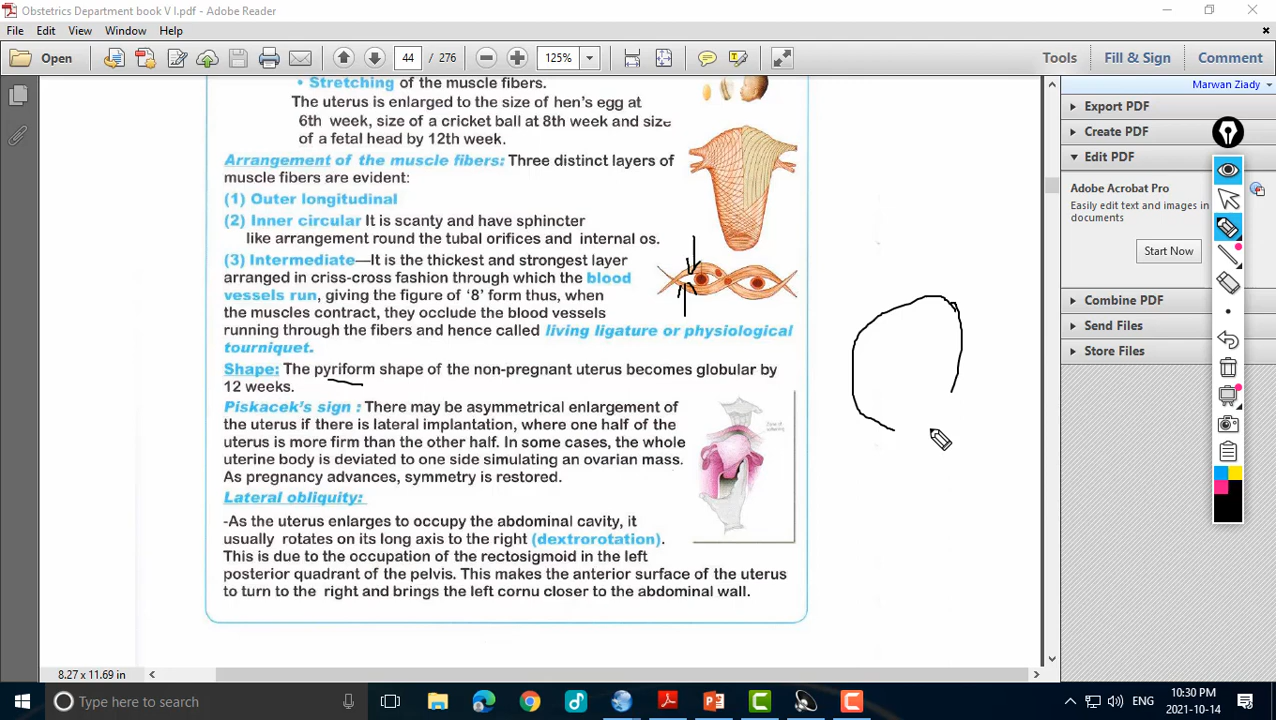 Obstetrics Department book V I.pdf - Adobe Reader
File Edit View Window Help
Open 44 / 276 125% Tools Fill & Sign Comment
Marwan Ziady
• Stretching of the muscle fibers.
The uterus is enlarged to the size of hen's egg at
6th week, size of a cricket ball at 8th week and size
of a fetal head by 12th week.
Arrangement of the muscle fibers: Three distinct layers of
muscle fibers are evident:
(1) Outer longitudinal
(2) Inner circular It is scanty and have sphincter
like arrangement round the tubal orifices and internal os.
(3) Intermediate—It is the thickest and strongest layer
arranged in criss-cross fashion through which the blood
vessels run, giving the figure of '8' form thus, when
the muscles contract, they occlude the blood vessels
running through the fibers and hence called living ligature or physiological
tourniquet.
Shape: The pyriform shape of the non-pregnant uterus becomes globular by
12 weeks.
Piskacek's sign : There may be asymmetrical enlargement of
the uterus if there is lateral implantation, where one half of the
uterus is more firm than the other half. In some cases, the whole
uterine body is deviated to one side simulating an ovarian mass.
As pregnancy advances, symmetry is restored.
Lateral obliquity:
-As the uterus enlarges to occupy the abdominal cavity, it
usually rotates on its long axis to the right (dextrorotation).
This is due to the occupation of the rectosigmoid in the left
posterior quadrant of the pelvis. This makes the anterior surface of the uterus
to turn to the right and brings the left cornu closer to the abdominal wall.
8.27 x 11.69 in
Export PDF
Create PDF
Edit PDF
Adobe Acrobat Pro
Easily edit text and images in
documents
Start Now
Combine PDF
Send Files
Store Files
Type here to search
ENG
10:30 PM
2021-10-14